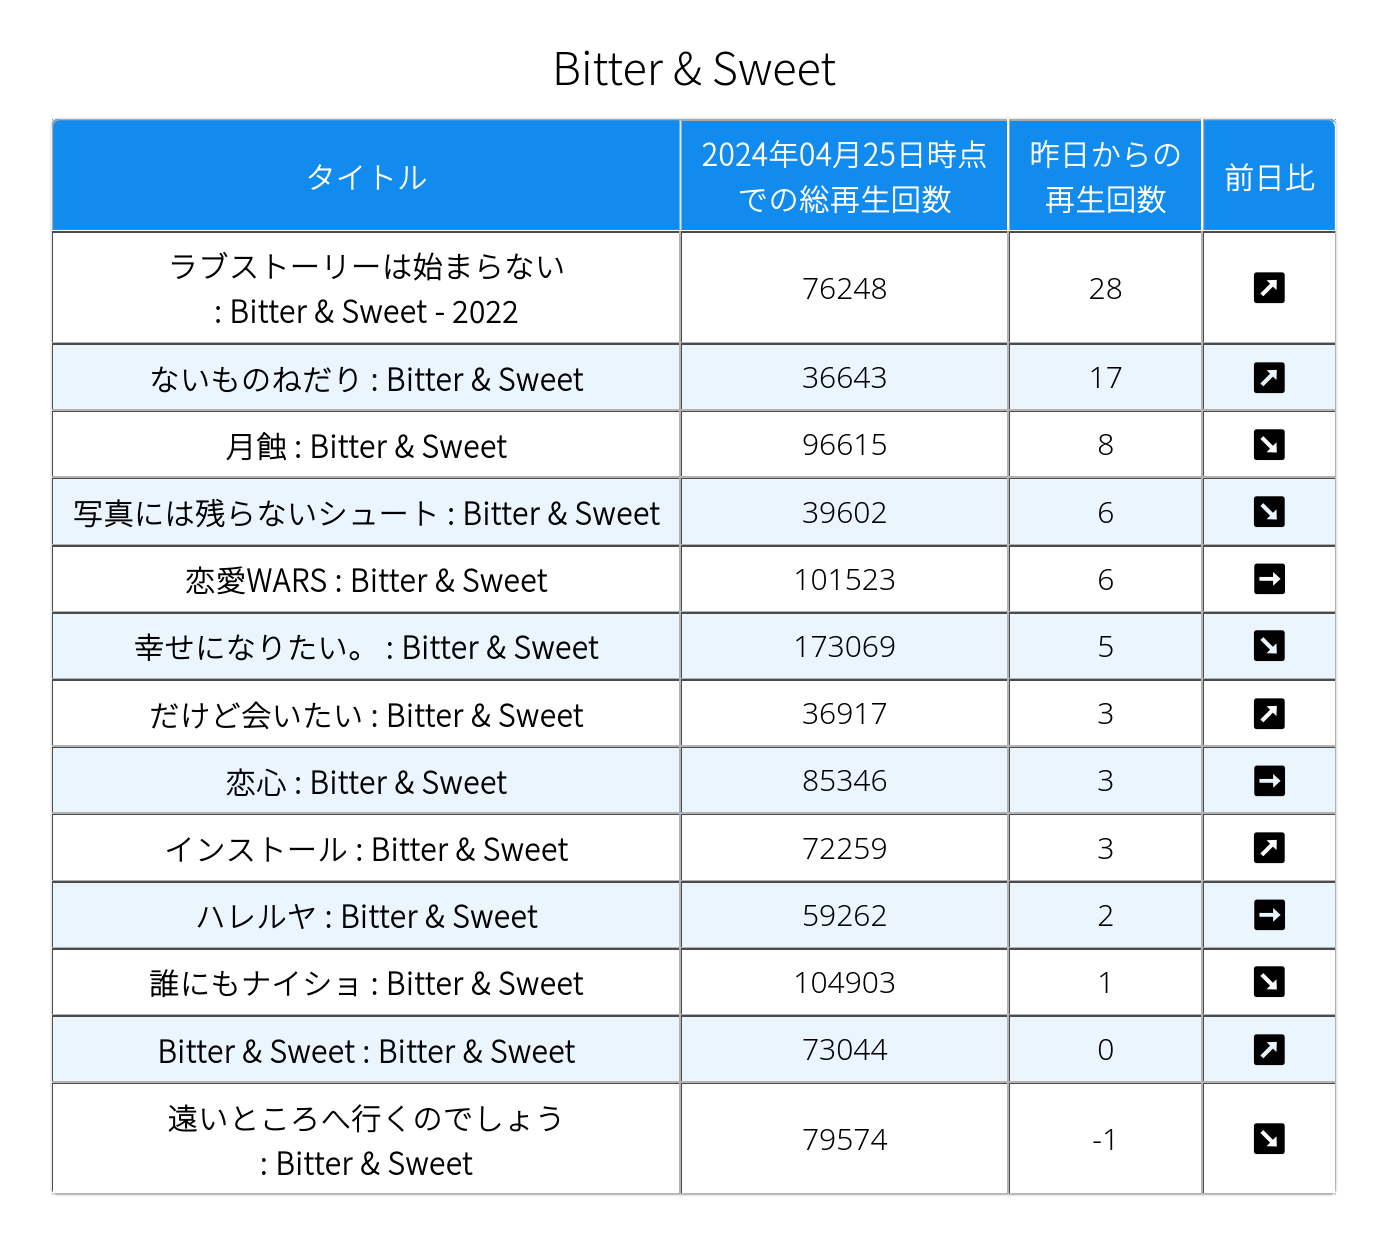 Bitter & Sweet
タイトル
2024年04月25日時点
での総再生回数
昨日からの
再生回数
前日比
ラブストーリーは始まらない
: Bitter & Sweet - 2022
76248
28
ないものねだり : Bitter & Sweet
36643
17
月蝕 : Bitter & Sweet
96615
8
写真には残らないシュート : Bitter & Sweet
39602
6
恋愛WARS : Bitter & Sweet
101523
6
幸せになりたい。 : Bitter & Sweet
173069
5
だけど会いたい : Bitter & Sweet
36917
3
恋心 : Bitter & Sweet
85346
3
インストール : Bitter & Sweet
72259
3
ハレルヤ : Bitter & Sweet
59262
2
誰にもナイショ : Bitter & Sweet
104903
1
Bitter & Sweet : Bitter & Sweet
73044
0
遠いところへ行くのでしょう
: Bitter & Sweet
79574
-1